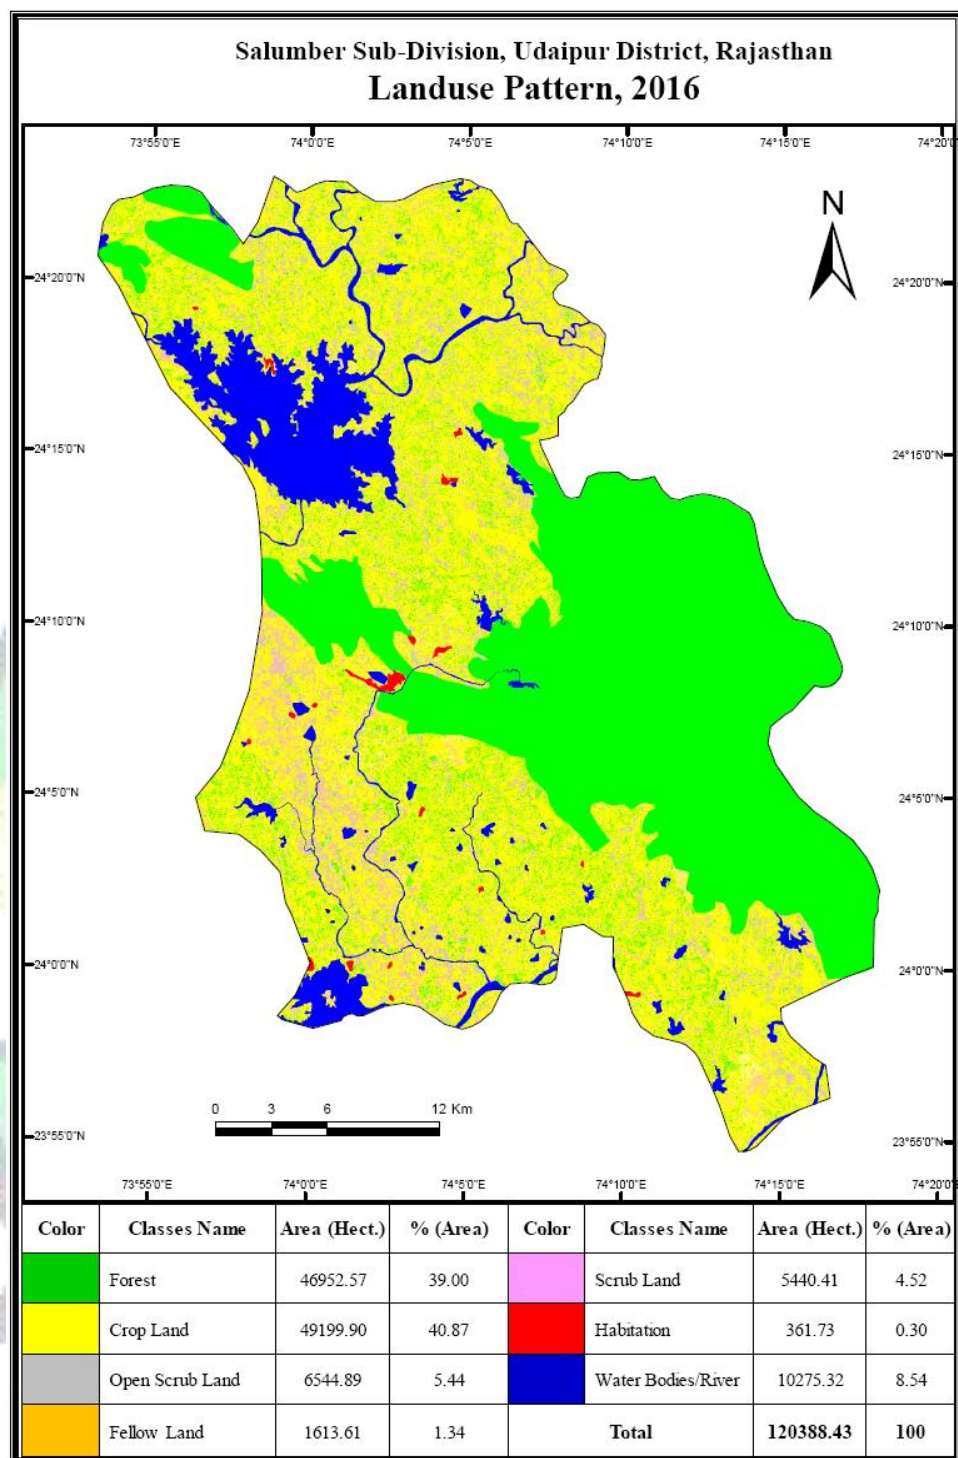 Salumber Sub-Division, Udaipur District, Rajasthan
Landuse Pattern, 2016
73°55'0"E 74°0'0"E 74°5'0"E 74°10'0"E 74°15'0"E 74°20'0"E
N
24°20'0"N 24°20'0"N
24°15'0"N 24°15'0"N
24°10'0"N 24°10'0"N
24°5'0"N 24°5'0"N
24°0'0"N 24°0'0"N
0 3 6 12 Km
23°55'0"N 23°55'0"N
73°55'0"E 74°0'0"E 74°5'0"E 74°10'0"E 74°15'0"E 74°20'0"E
Color Classes Name Area (Hect.) % (Area) Color Classes Name Area (Hect.) % (Area)
Forest 46952.57 39.00 Scrub Land 5440.41 4.52
Crop Land 49199.90 40.87 Habitation 361.73 0.30
Open Scrub Land 6544.89 5.44 Water Bodies/River 10275.32 8.54
Fellow Land 1613.61 1.34 Total 120388.43 100